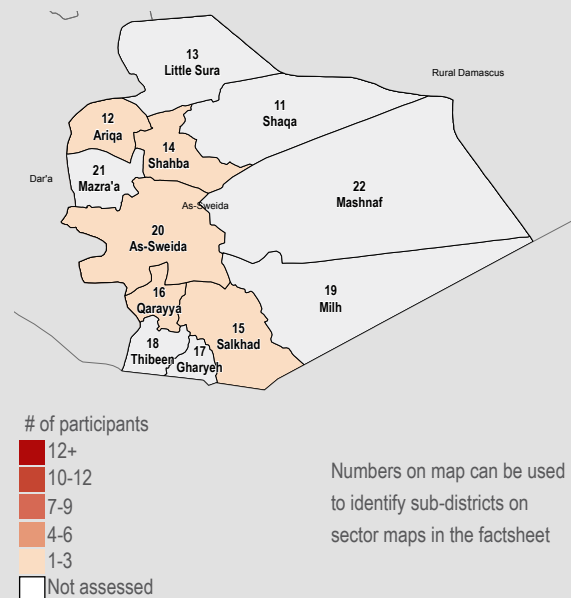 13
Little Sura
Rural Damascus
12
Ariqa
11
Shaqa
14
Shahba
21
Mazra'a
Dar'a
22
Mashnaf
As-Sweida
20
As-Sweida
19
Milh
16
Qarayya
15
Salkhad
18
Thibeen
17
Gharyeh
# of participants
12+
10-12
7-9
4-6
1-3
Not assessed
Numbers on map can be used
to identify sub-districts on
sector maps in the factsheet